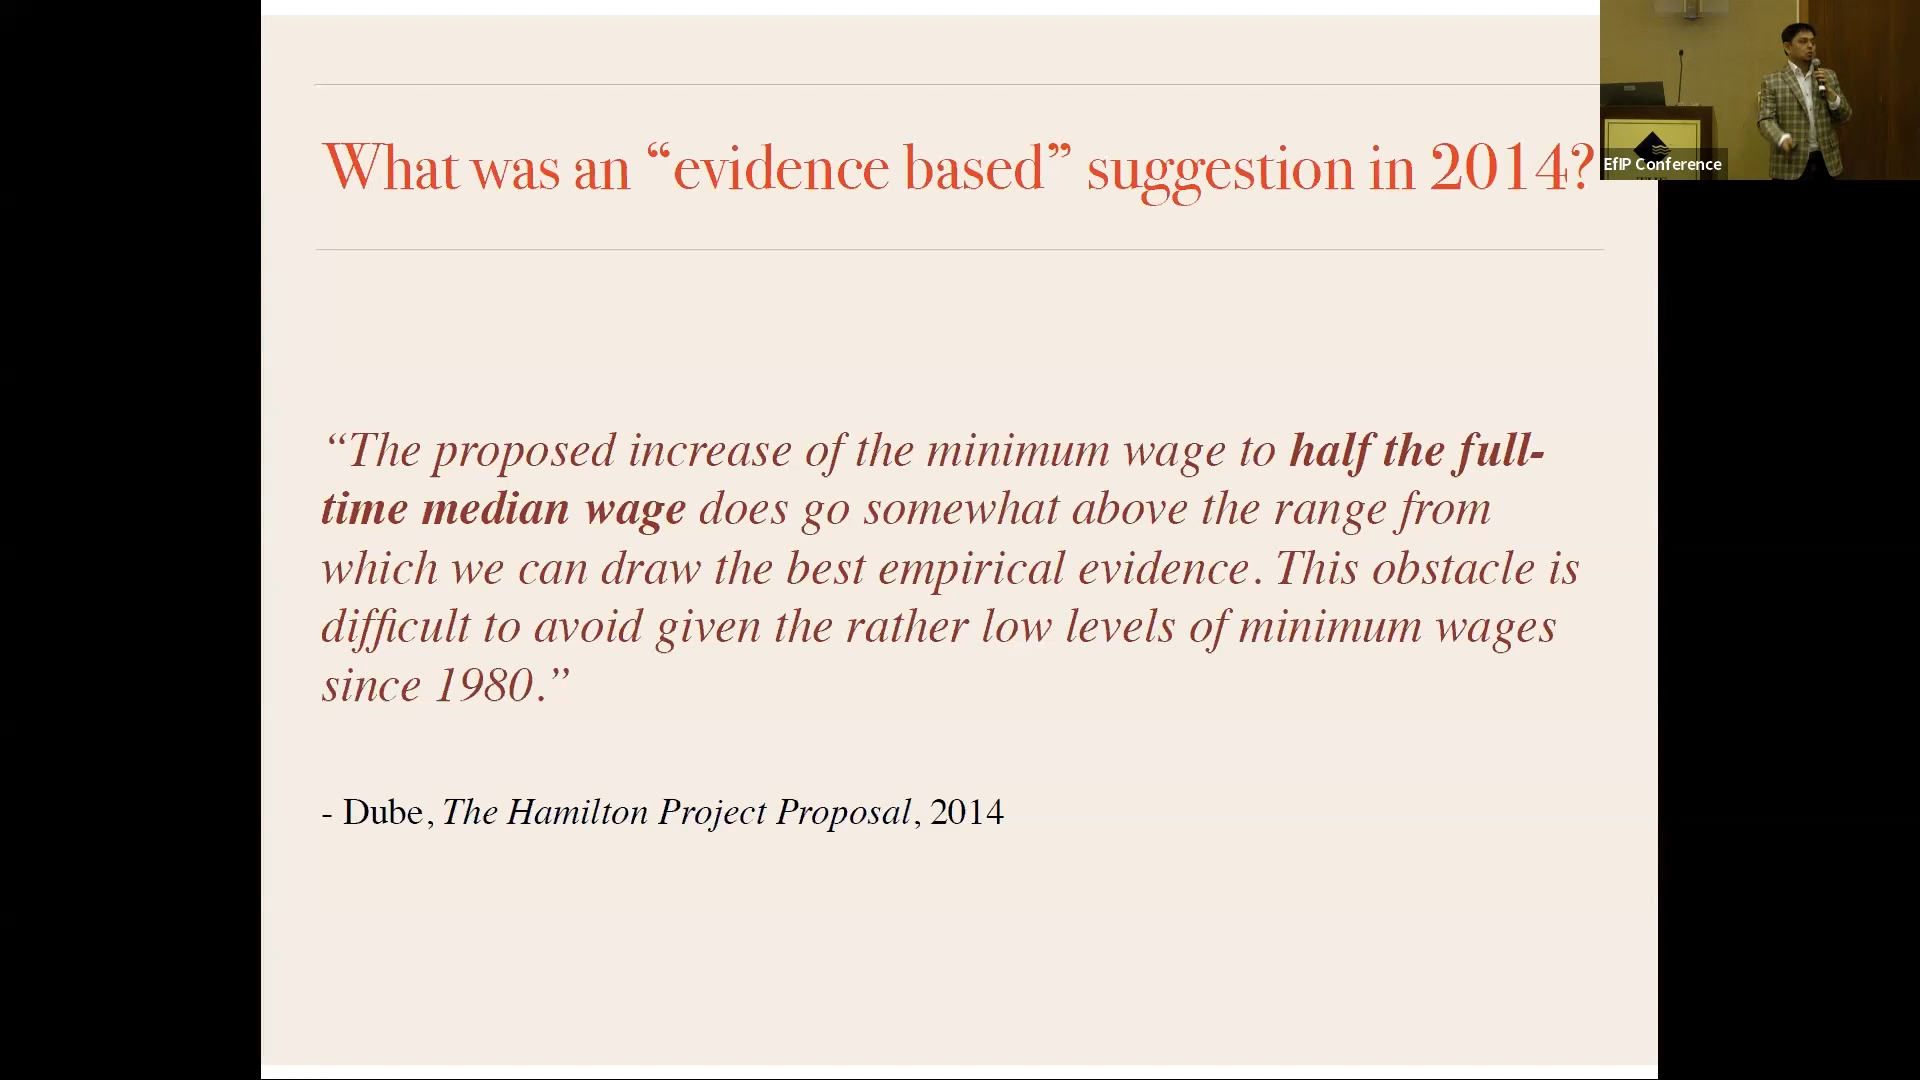 What was an “evidence based” suggestion in 2014?
EfIP Conference
“The proposed increase of the minimum wage to half the full-
time median wage does go somewhat above the range from
which we can draw the best empirical evidence. This obstacle is
difficult to avoid given the rather low levels of minimum wages
since 1980.”
- Dube, The Hamilton Project Proposal, 2014